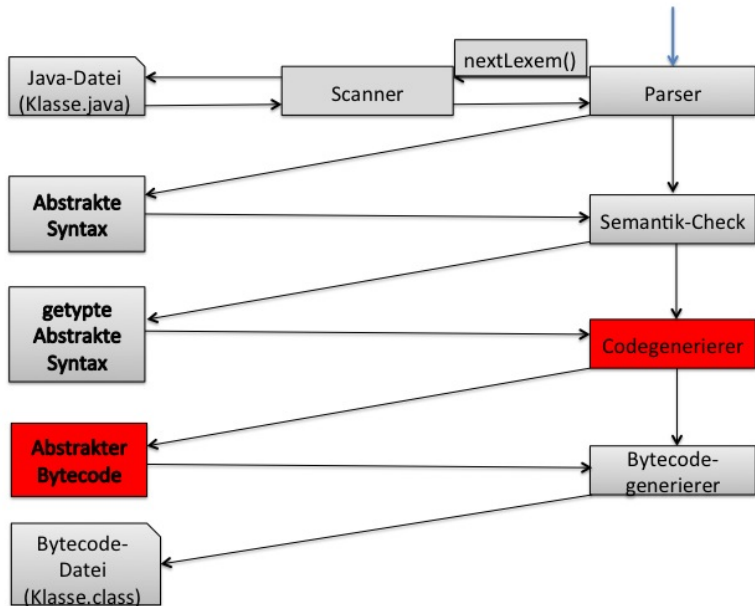 nextLexem()
Java-Datei
(Klasse.java)
Scanner
Parser
Abstrakte
Syntax
Semantik-Check
getypte
Abstrakte
Syntax
Codegenerierer
Abstrakter
Bytecode
Bytecode-
generierer
Bytecode-
Datei
(Klasse.class)